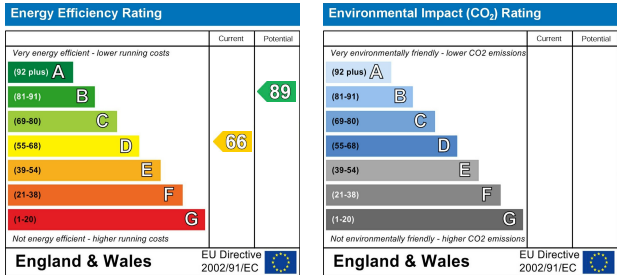 Energy Efficiency Rating
Current Potential
Very energy efficient - lower running costs
(92 plus) A
(81-91) B
89
(69-80) C
(55-68) D
66
(39-54) E
(21-38) F
(1-20) G
Not energy efficient - higher running costs
England & Wales
EU Directive
2002/91/EC
Environmental Impact (CO2) Rating
Current Potential
Very environmentally friendly - lower CO2 emissions
(92 plus) A
(81-91) B
(69-80) C
(55-68) D
(39-54) E
(21-38) F
(1-20) G
Not environmentally friendly - higher CO2 emissions
England & Wales
EU Directive
2002/91/EC